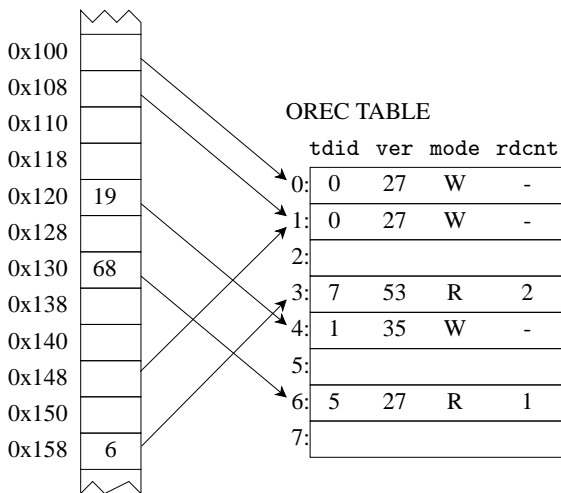 0x100
0x108
0x110
0x118
0x120 19
0x128
0x130 68
0x138
0x140
0x148
0x150
0x158 6
OREC TABLE
tdid ver mode rdcnt
0: 0 27 W -
1: 0 27 W -
2:
3: 7 53 R 2
4: 1 35 W -
5:
6: 5 27 R 1
7: